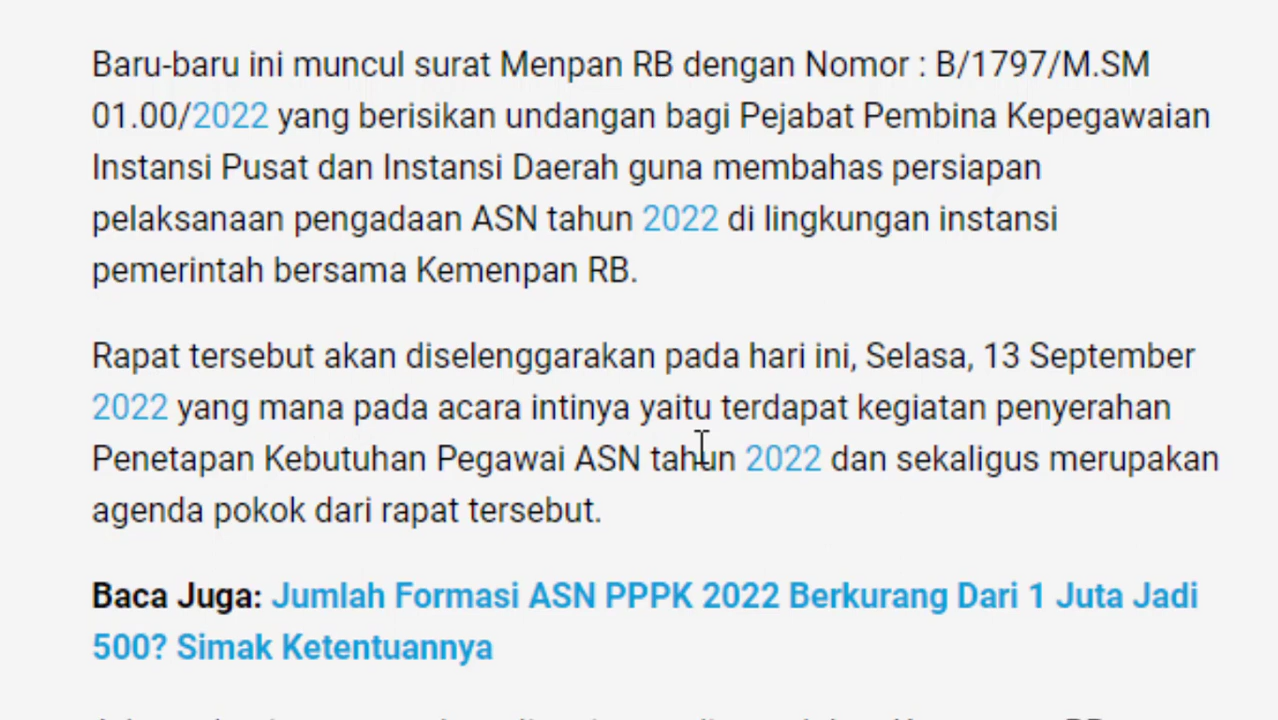 Baru-baru ini muncul surat Menpan RB dengan Nomor : B/1797/M.SM
01.00/2022 yang berisikan undangan bagi Pejabat Pembina Kepegawaian
Instansi Pusat dan Instansi Daerah guna membahas persiapan
pelaksanaan pengadaan ASN tahun 2022 di lingkungan instansi
pemerintah bersama Kemenpan RB.
Rapat tersebut akan diselenggarakan pada hari ini, Selasa, 13 September
2022 yang mana pada acara intinya yaitu terdapat kegiatan penyerahan
Penetapan Kebutuhan Pegawai ASN tahun 2022 dan sekaligus merupakan
agenda pokok dari rapat tersebut.
Baca Juga: Jumlah Formasi ASN PPPK 2022 Berkurang Dari 1 Juta Jadi
500? Simak Ketentuannya